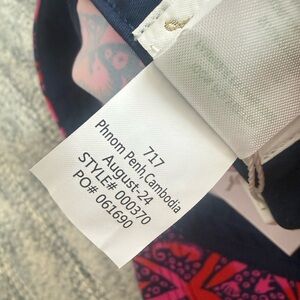 717
Phnom Penh,Cambodia
August-24
STYLE# 000370
PO# 061690